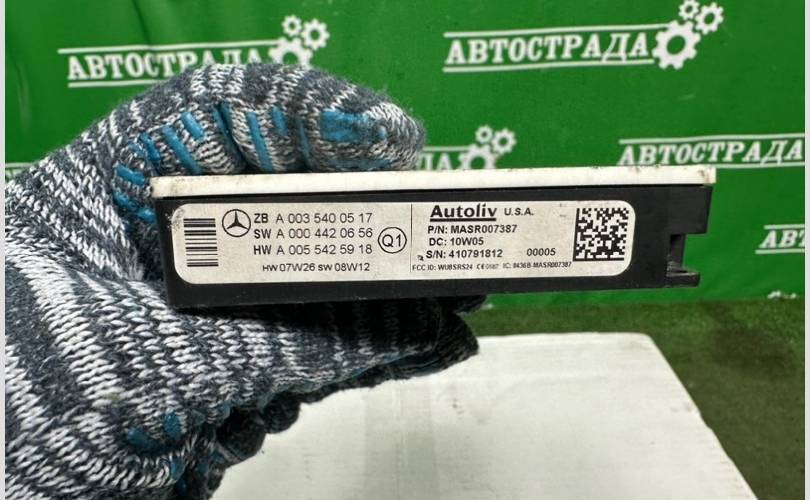 АВТОСТРАДА
АВТОСТРАДА
АВТОСТРАДА
ZB A 003 540 05 17
SW A 000 442 06 56
HW A 005 542 59 18
Q1
HW 07W26 SW 08W12
Autoliv U.S.A.
P/N: MASR007387
DC: 10W05
S/N: 410791812 00005
FCC ID: WU8SRS24 CE0682 IC: 8436B-MASR007387